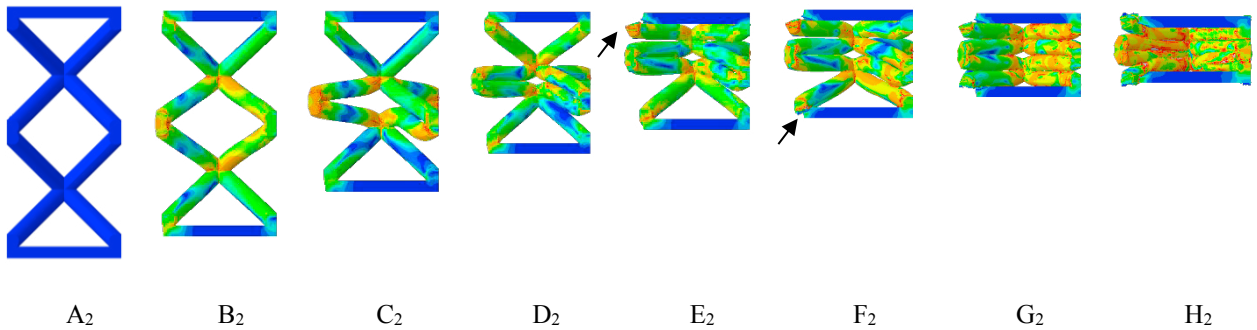 A₂ B₂ C₂ D₂ E₂ F₂ G₂ H₂